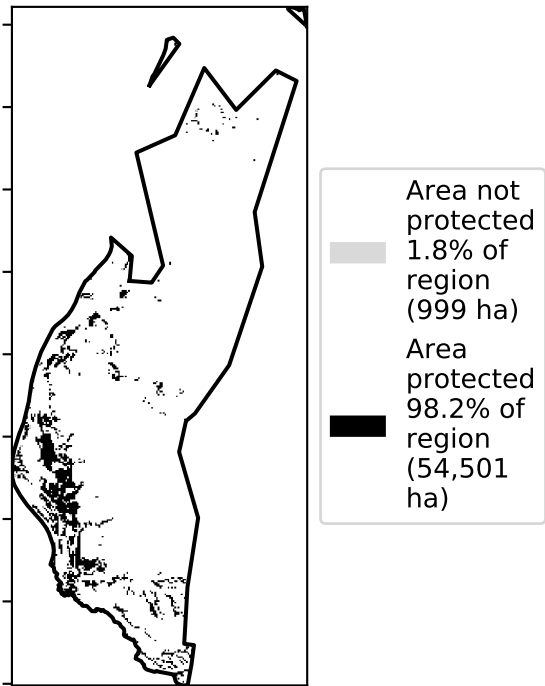 Area not
protected
1.8% of
region
(999 ha)
Area
protected
98.2% of
region
(54,501
ha)